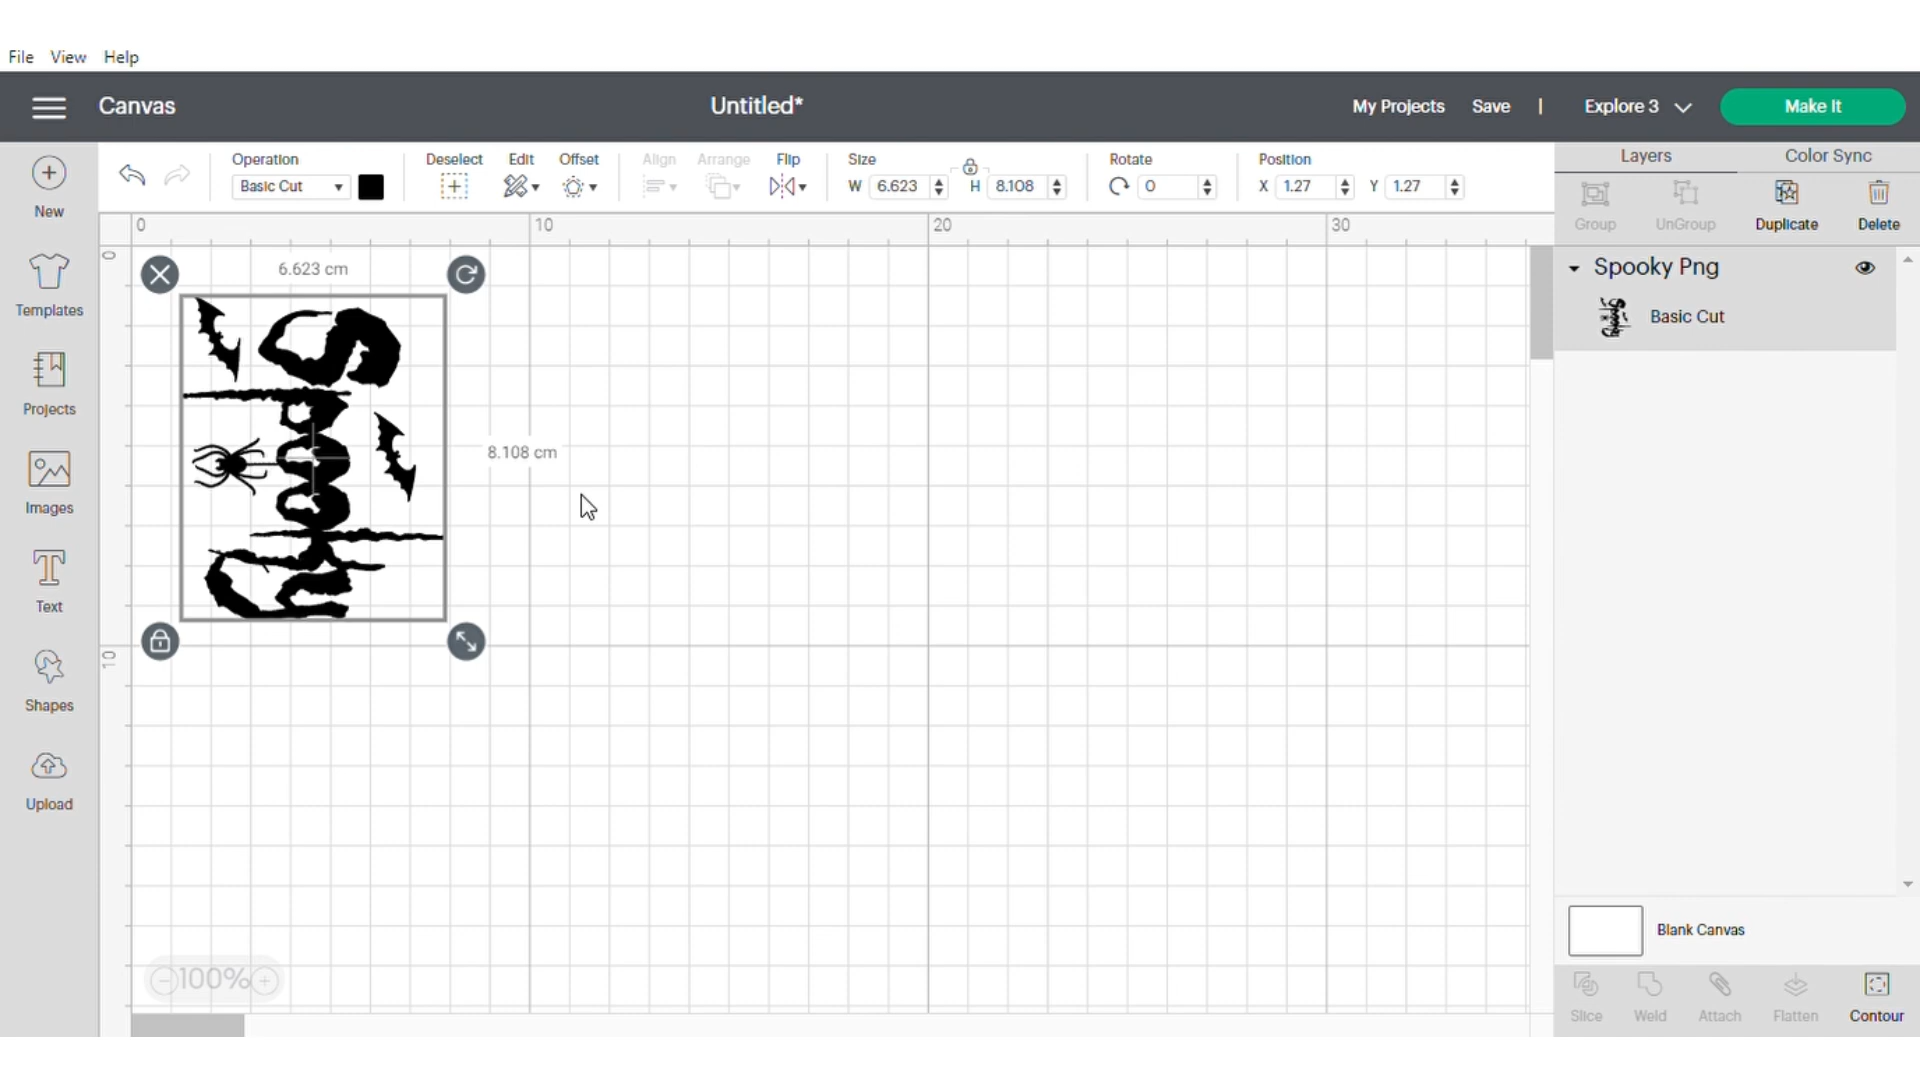 File View Help
Canvas Untitled* My Projects Save | Explore 3 Make It
New
Templates
Projects
Images
Text
Shapes
Upload
Operation Deselect Edit Offset Align Arrange Flip Size Rotate Position
Basic Cut W 6.623 H 8.108 0 X 1.27 Y 1.27
0 10 20 30
0
10
6.623 cm
8.108 cm
Spooky
100%
Layers Color Sync
Group UnGroup Duplicate Delete
Spooky Png
Basic Cut
Blank Canvas
Slice Weld Attach Flatten Contour